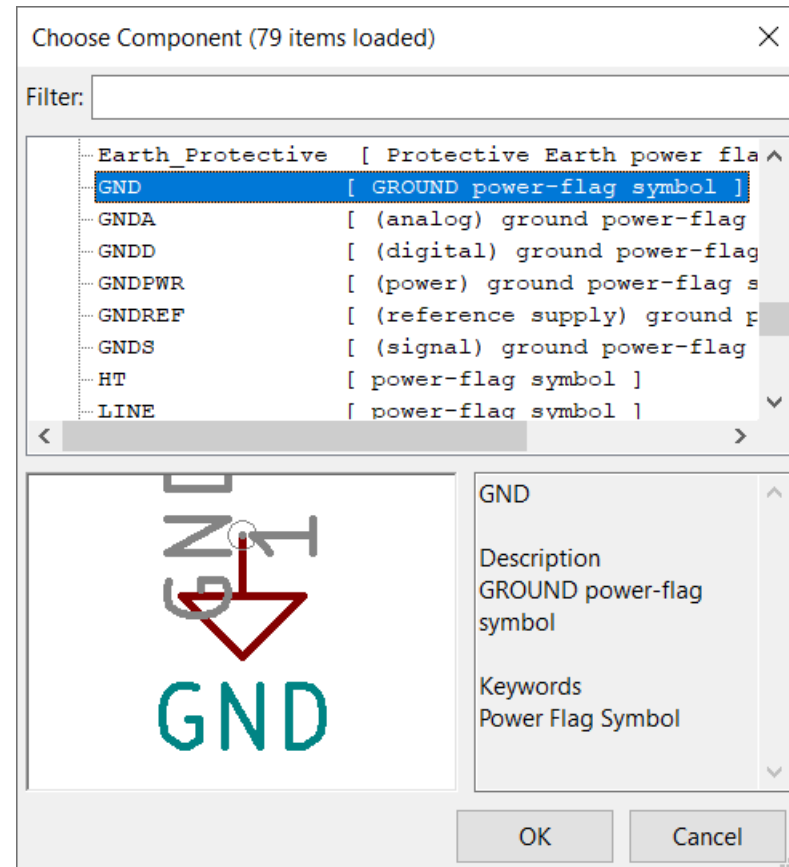 Choose Component (79 items loaded)
Filter:
Earth_Protective [ Protective Earth power fla
GND [ GROUND power-flag symbol ]
GNDA [ (analog) ground power-flag
GNDD [ (digital) ground power-flag
GNDPWR [ (power) ground power-flag s
GNDREF [ (reference supply) ground p
GNDS [ (signal) ground power-flag
HT [ power-flag symbol ]
LINE [ power-flag symbol ]
GND
1
GND
GND
Description
GROUND power-flag
symbol
Keywords
Power Flag Symbol
OK Cancel